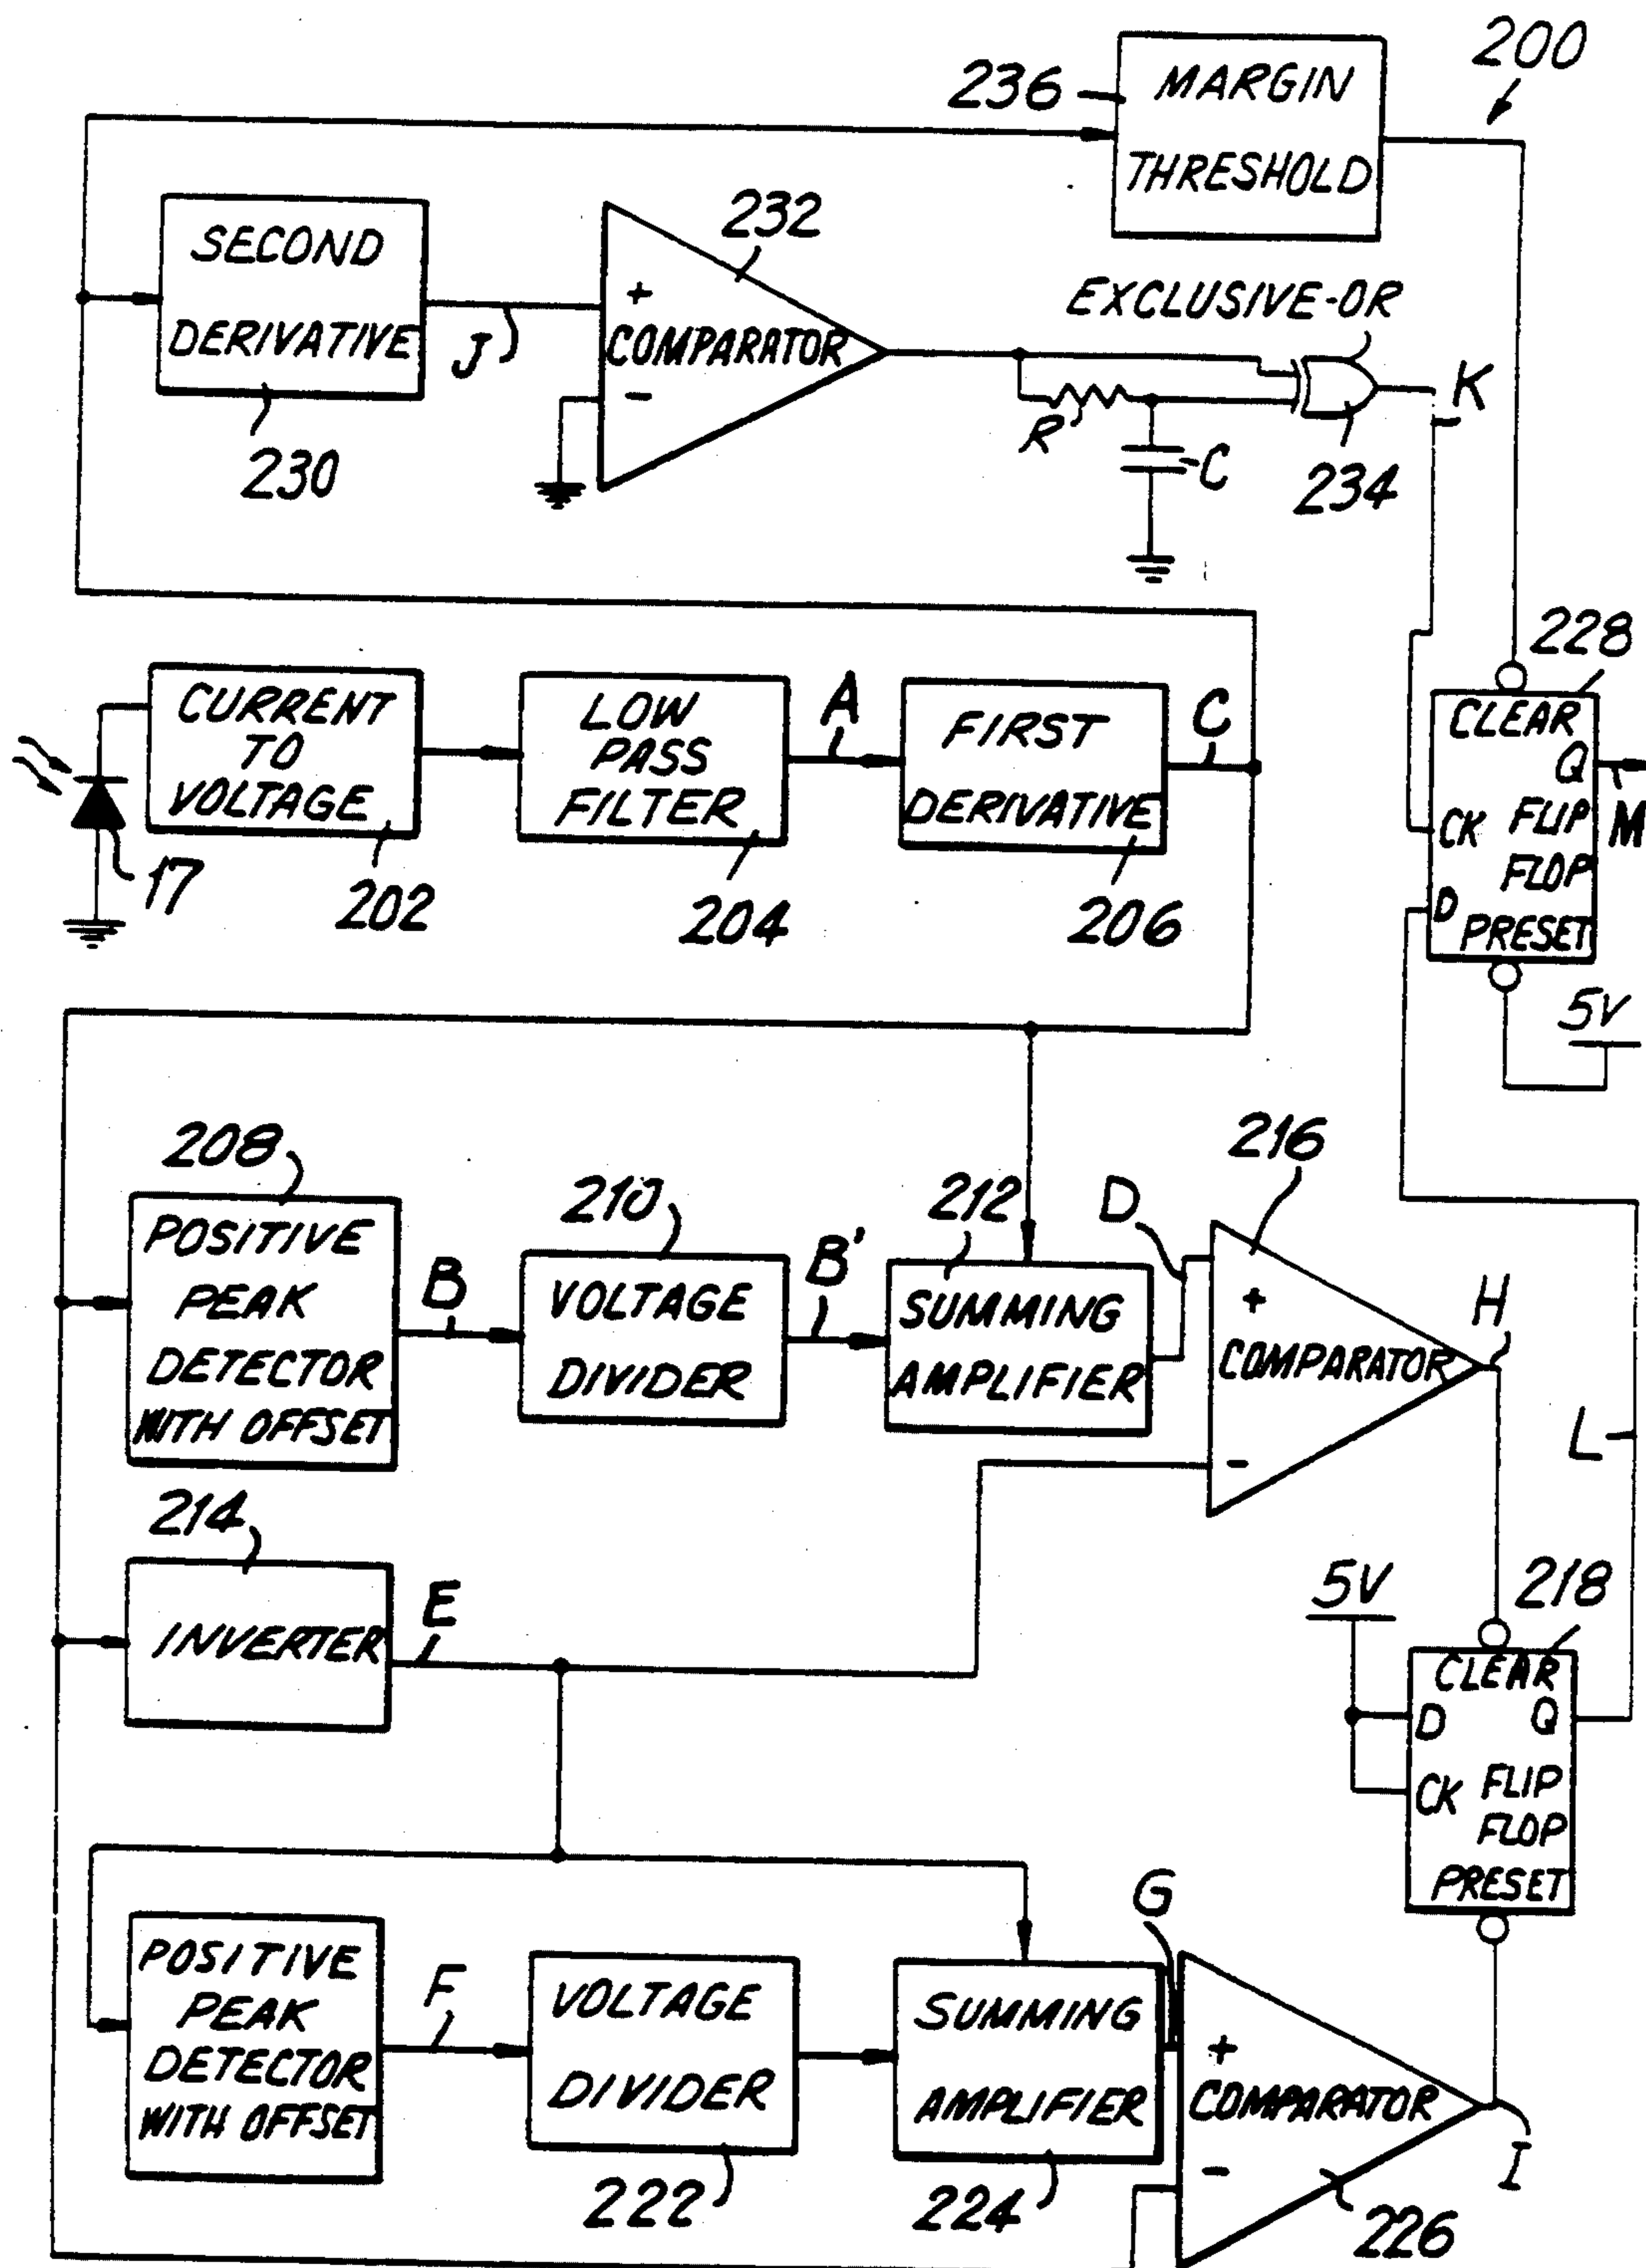 200
236
MARGIN
THRESHOLD
SECOND
DERIVATIVE
230
J
232
+
COMPARATOR
-
EXCLUSIVE-OR
R
C
234
K
228
CURRENT
TO
VOLTAGE
202
17
LOW
PASS
FILTER
204
A
FIRST
DERIVATIVE
206
C
CLEAR
Q
CK FLIP
FLOP
D
PRESET
M
5V
208
POSITIVE
PEAK
DETECTOR
WITH OFFSET
B
210
VOLTAGE
DIVIDER
B'
212
SUMMING
AMPLIFIER
D
216
+
COMPARATOR
-
H
L
214
INVERTER
E
5V
218
CLEAR
D Q
CK FLIP
FLOP
PRESET
POSITIVE
PEAK
DETECTOR
WITH OFFSET
F
VOLTAGE
DIVIDER
222
SUMMING
AMPLIFIER
224
G
+
COMPARATOR
-
226
I